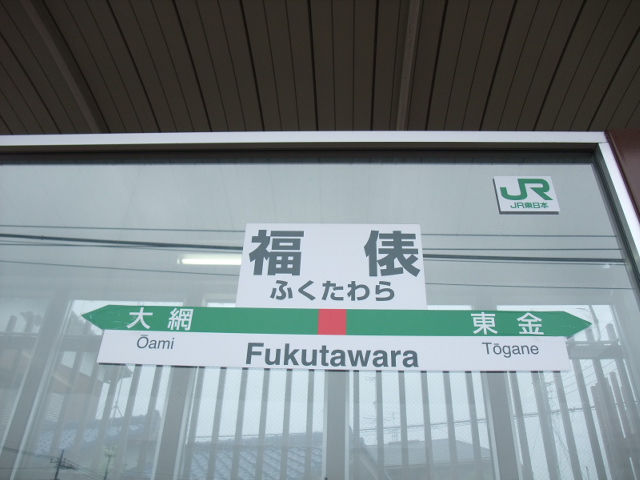 JR
JR東日本
福俵
ふくたわら
大網 東金
Ōami Fukutawara Tōgane